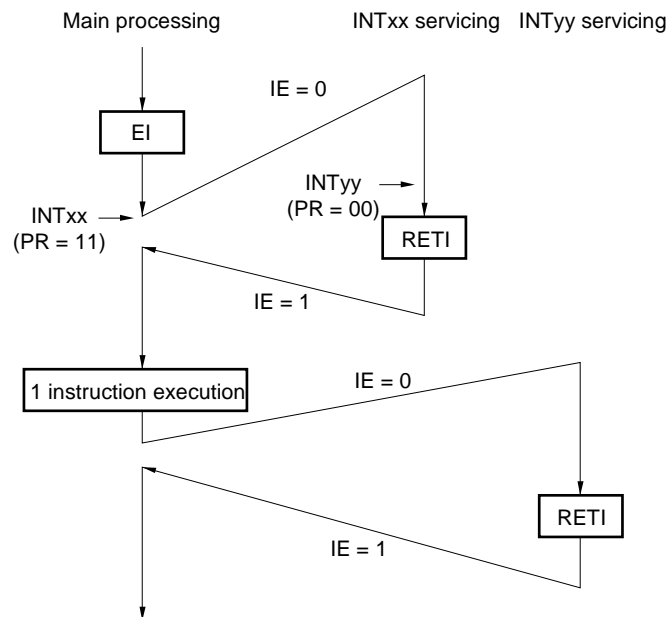 Main processing
INTxx servicing
INTyy servicing
IE = 0
EI
INTyy
(PR = 00)
INTxx
(PR = 11)
RETI
IE = 1
1 instruction execution
IE = 0
RETI
IE = 1